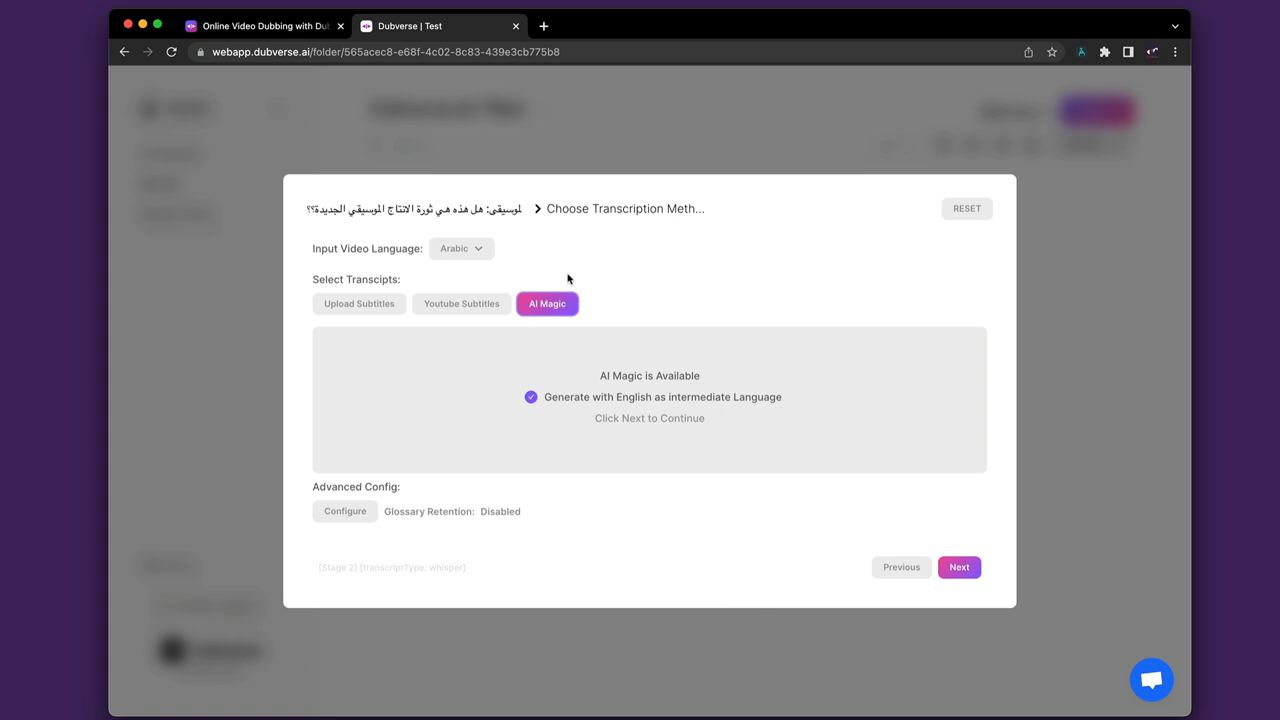 Online Video Dubbing with Dub
Dubverse | Test
webapp.dubverse.ai/folder/565acec8-e68f-4c02-8c83-439e3cb775b8
لموسيقى: هل هذه هي ثورة الانتاج الموسيقي الجديدة؟؟
Choose Transcription Meth...
RESET
Input Video Language:
Arabic
Select Transcipts:
Upload Subtitles
Youtube Subtitles
AI Magic
AI Magic is Available
Generate with English as intermediate Language
Click Next to Continue
Advanced Config:
Configure
Glossary Retention: Disabled
[Stage 2] [transcriptType: whisper]
Previous
Next